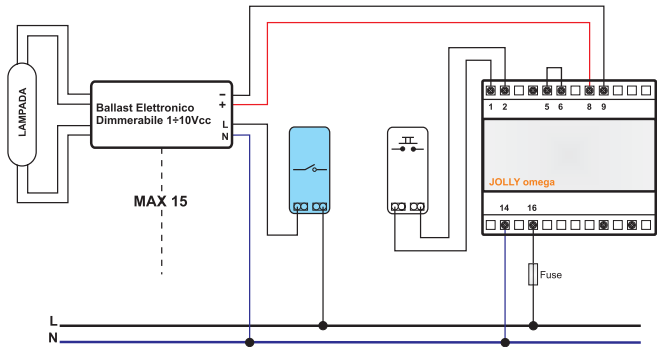 LAMPADA
Ballast Elettronico
Dimmerabile 1÷10Vcc
−
+
L
N
MAX 15
1 2 5 6 8 9
JOLLY omega
14 16
Fuse
L
N